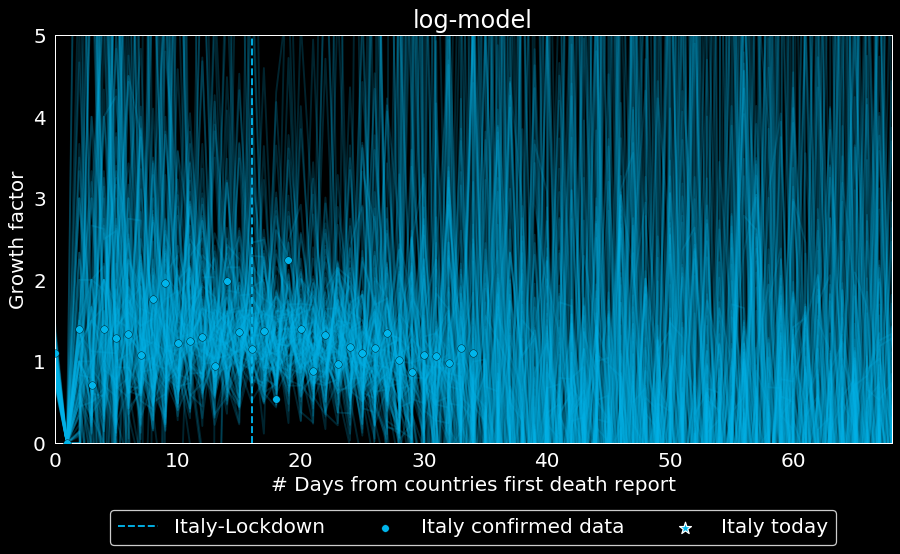 log-model
5
4
3
2
1
0
Growth factor
0 10 20 30 40 50 60
# Days from countries first death report
Italy-Lockdown Italy confirmed data Italy today